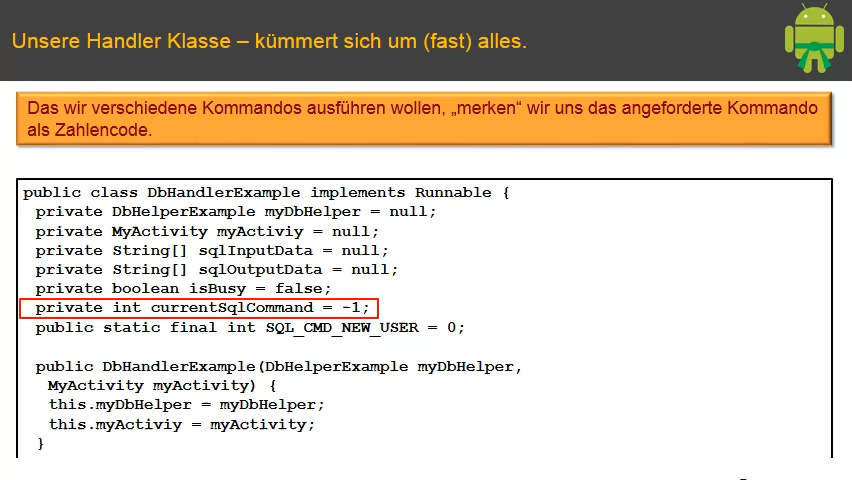 Unsere Handler Klasse – kümmert sich um (fast) alles.
Das wir verschiedene Kommandos ausführen wollen, „merken“ wir uns das angeforderte Kommando
als Zahlencode.
public class DbHandlerExample implements Runnable {
private DbHelperExample myDbHelper = null;
private MyActivity myActiviy = null;
private String[] sqlInputData = null;
private String[] sqlOutputData = null;
private boolean isBusy = false;
private int currentSqlCommand = -1;
public static final int SQL_CMD_NEW_USER = 0;
public DbHandlerExample(DbHelperExample myDbHelper,
MyActivity myActivity) {
this.myDbHelper = myDbHelper;
this.myActiviy = myActivity;
}